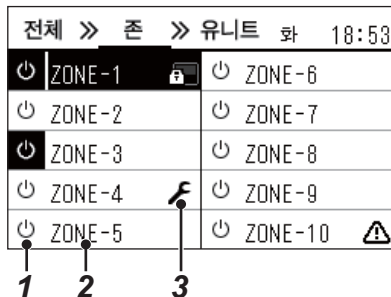 전체 ≫ 존 ≫ 유니트 화 18:53
ZONE-1 ZONE-6
ZONE-2 ZONE-7
ZONE-3 ZONE-8
ZONE-4 ZONE-9
ZONE-5 ZONE-10
1 2 3